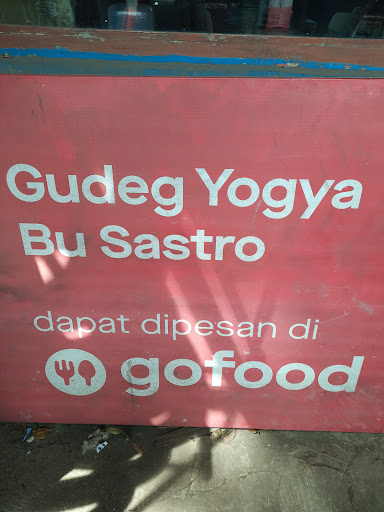 Gudeg Yogya
Bu Sastro
dapat dipesan di
gofood